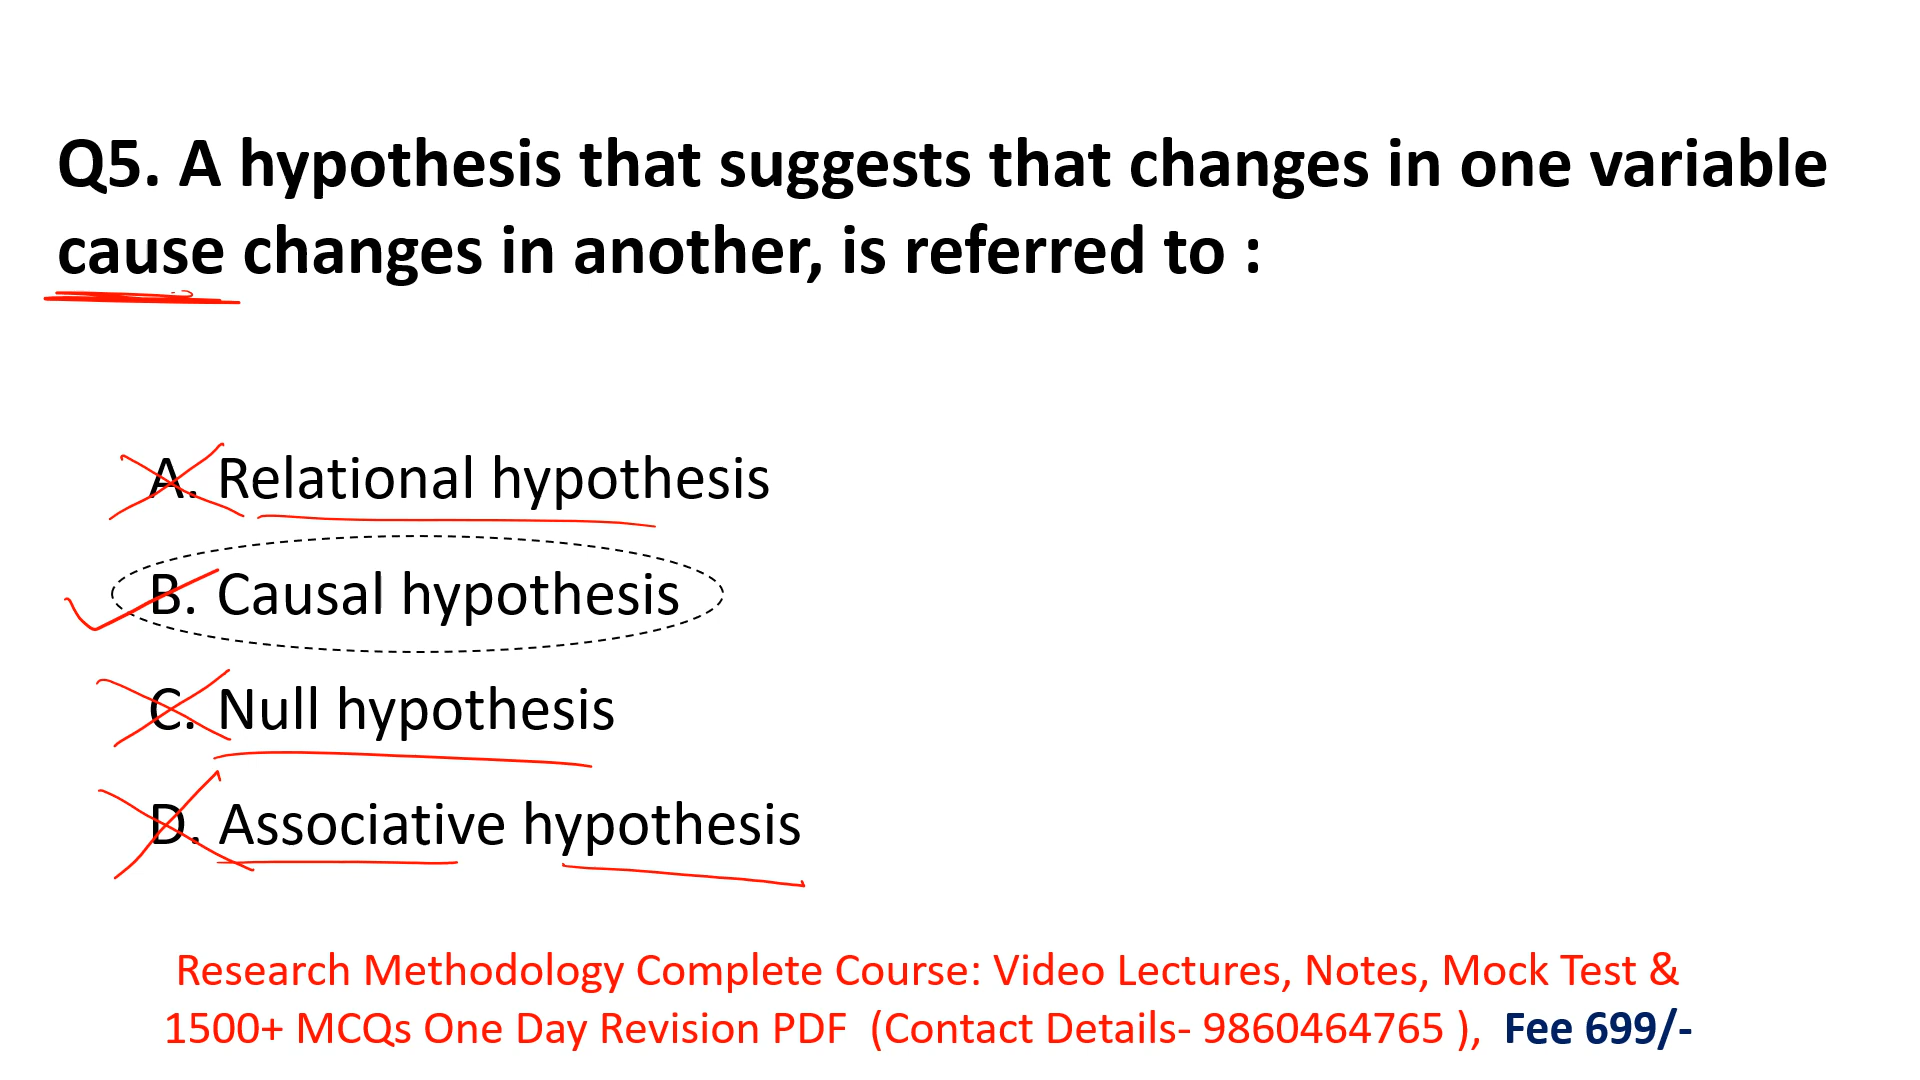 Q5. A hypothesis that suggests that changes in one variable
cause changes in another, is referred to :
A. Relational hypothesis
B. Causal hypothesis
C. Null hypothesis
D. Associative hypothesis
Research Methodology Complete Course: Video Lectures, Notes, Mock Test &
1500+ MCQs One Day Revision PDF (Contact Details- 9860464765 ), Fee 699/-